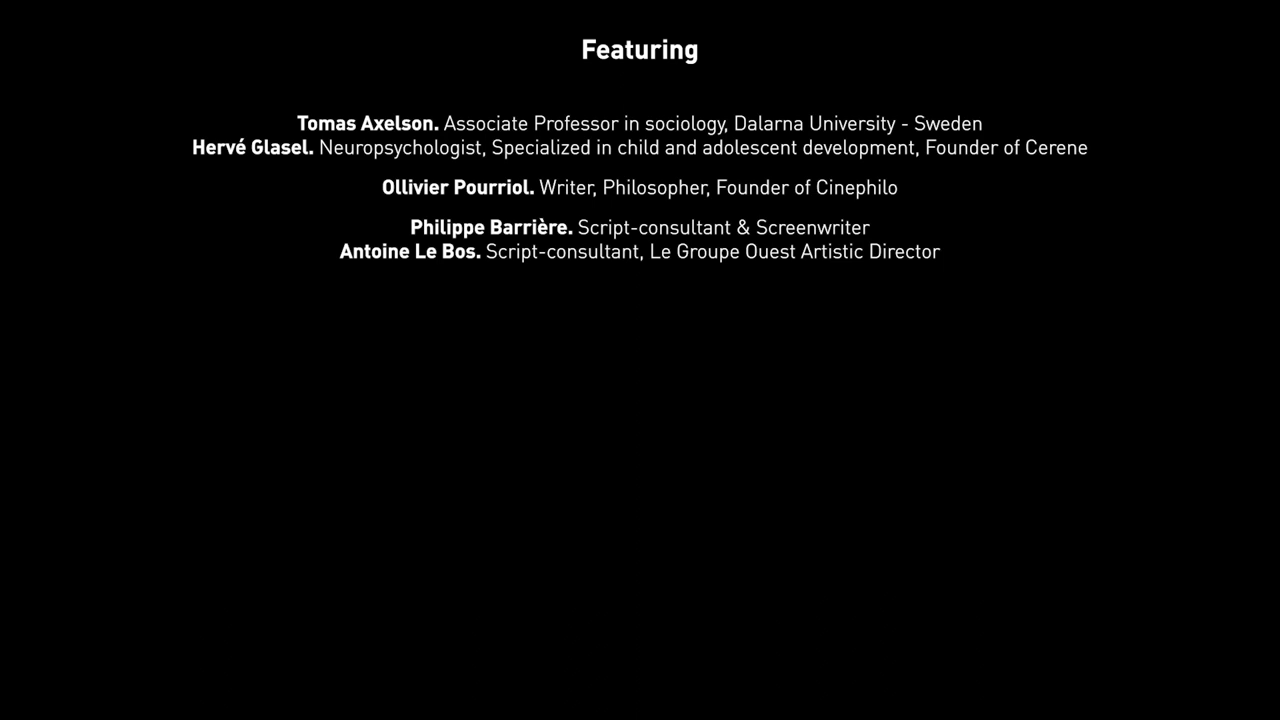 Featuring
Tomas Axelson. Associate Professor in sociology, Dalarna University - Sweden
Hervé Glasel. Neuropsychologist, Specialized in child and adolescent development, Founder of Cerene
Ollivier Pourriol. Writer, Philosopher, Founder of Cinephilo
Philippe Barrière. Script-consultant & Screenwriter
Antoine Le Bos. Script-consultant, Le Groupe Ouest Artistic Director